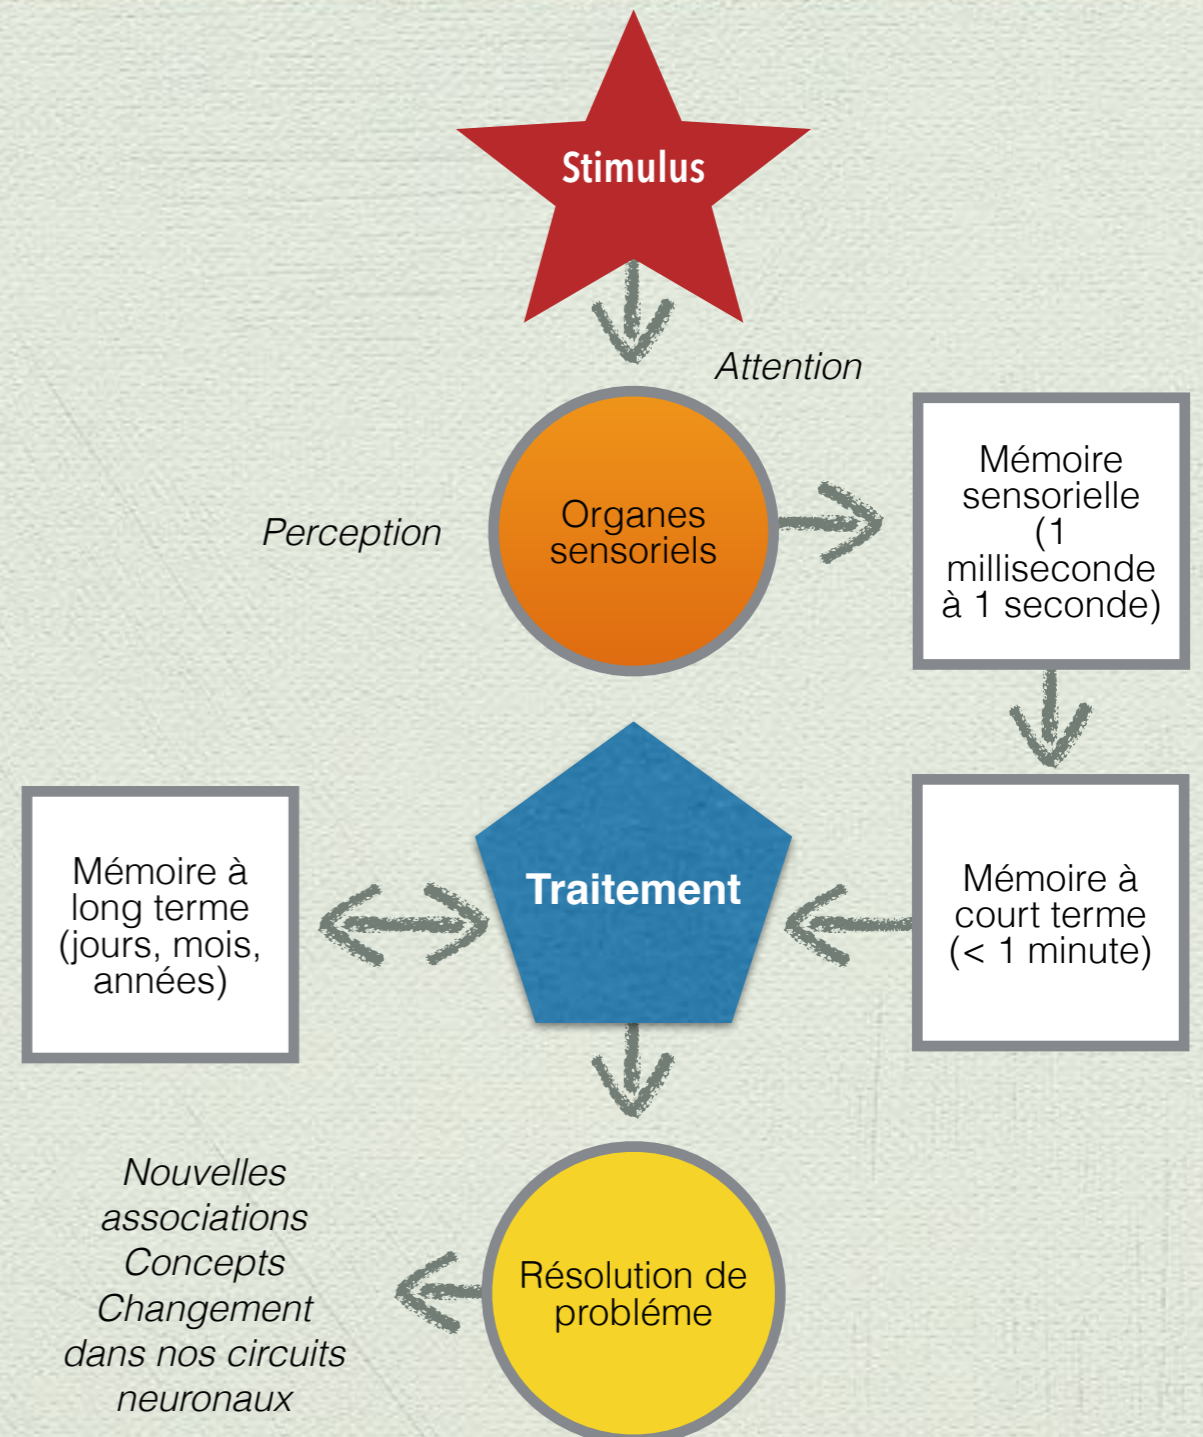 Stimulus
Attention
Perception
Organes
sensoriels
Mémoire
sensorielle
(1
milliseconde
à 1 seconde)
Mémoire à
long terme
(jours, mois,
années)
Traitement
Mémoire à
court terme
(< 1 minute)
Nouvelles
associations
Concepts
Changement
dans nos circuits
neuronaux
Résolution de
probléme